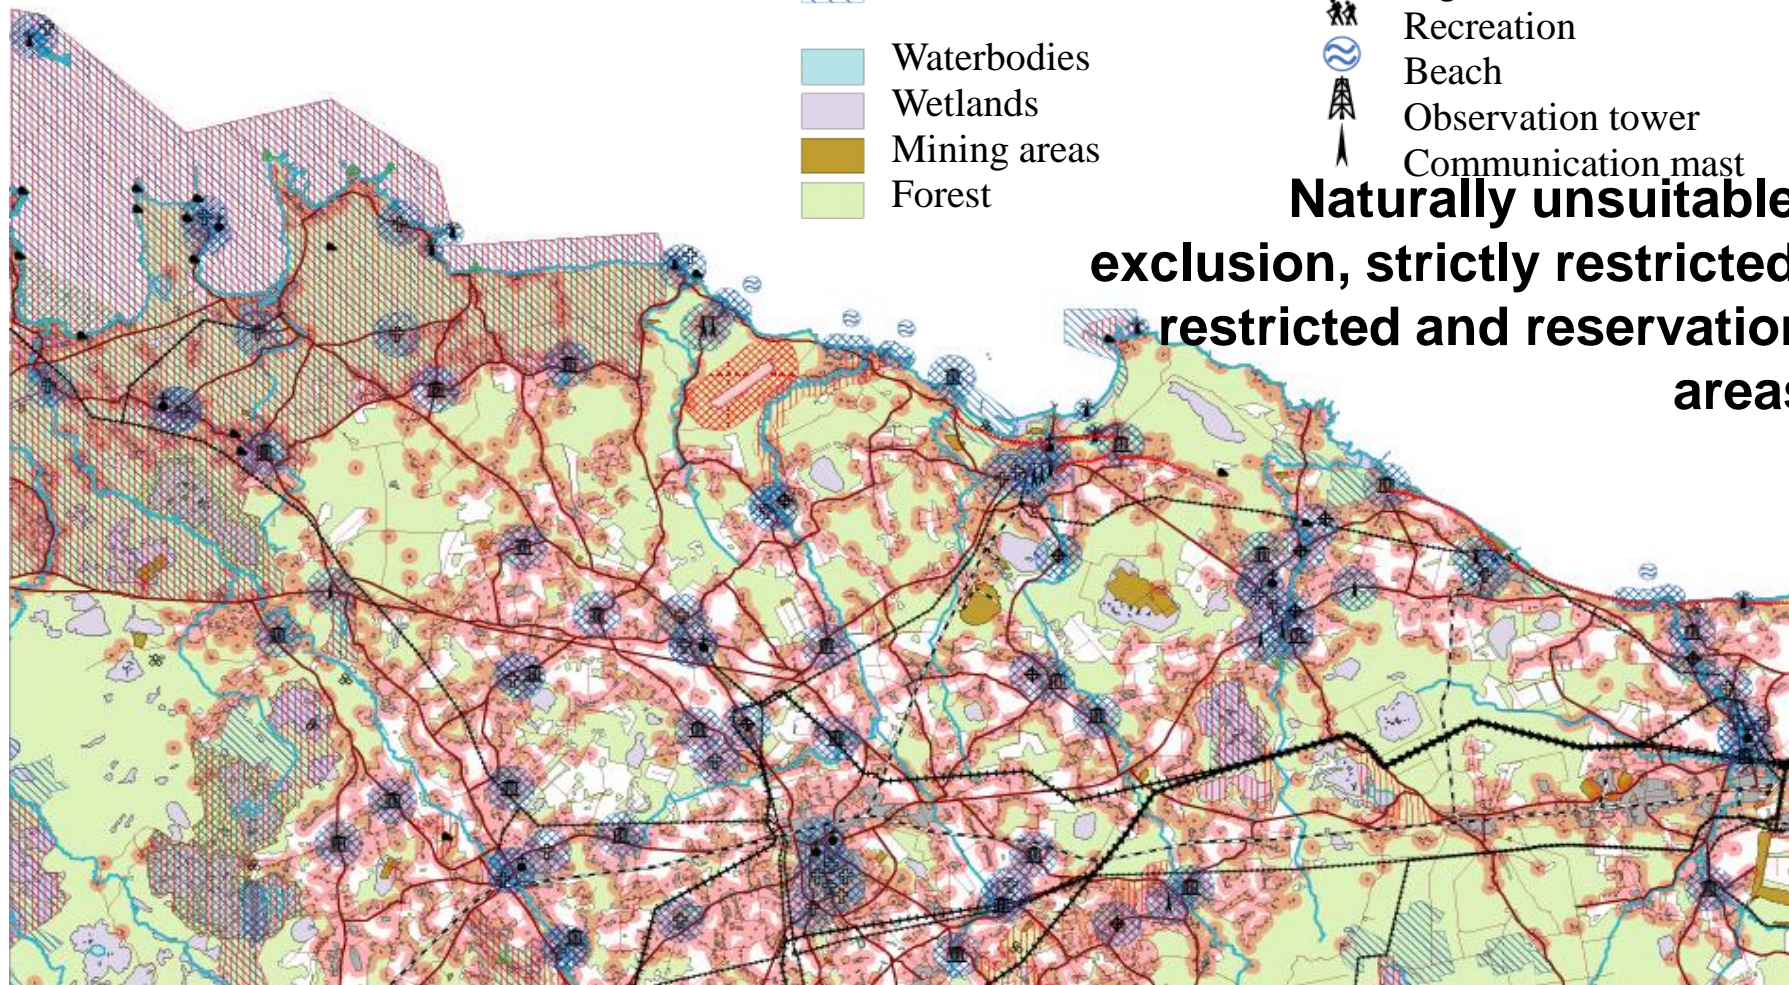 Waterbodies
Wetlands
Mining areas
Forest
Recreation
Beach
Observation tower
Communication mast
Naturally unsuitable
exclusion, strictly restricted
restricted and reservation
areas